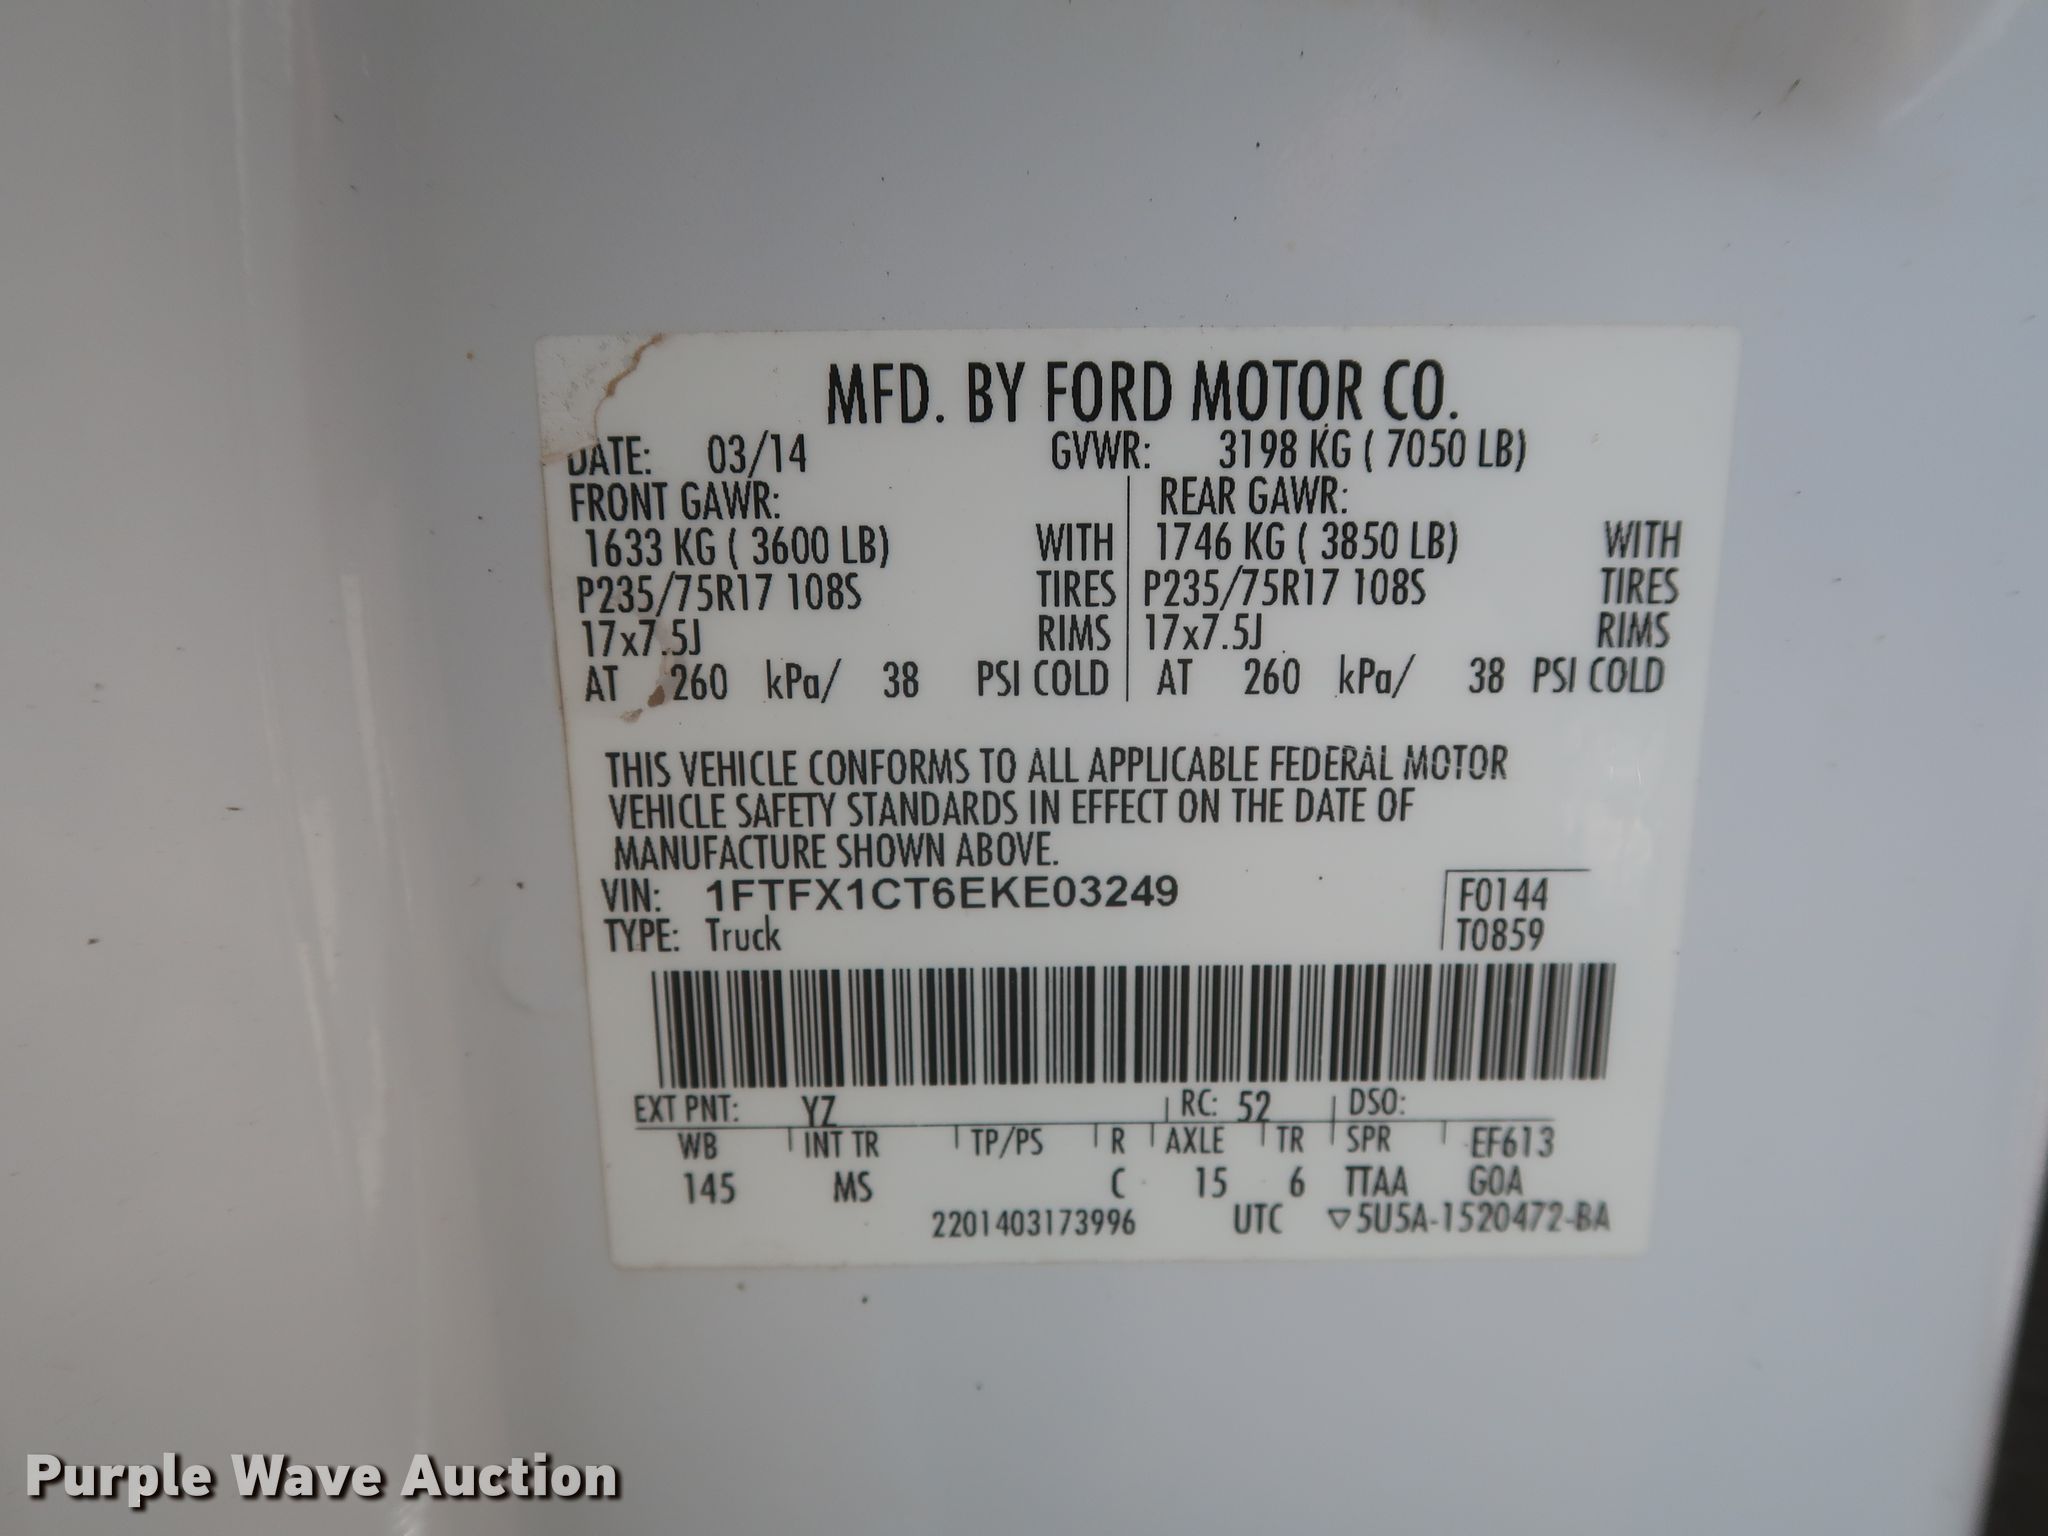 MFD. BY FORD MOTOR CO.
DATE: 03/14 GVWR: 3198 KG ( 7050 LB)
FRONT GAWR: REAR GAWR:
1633 KG ( 3600 LB) WITH 1746 KG ( 3850 LB) WITH
P235/75R17 108S TIRES P235/75R17 108S TIRES
17x7.5J RIMS 17x7.5J RIMS
AT 260 kPa/ 38 PSI COLD AT 260 kPa/ 38 PSI COLD
THIS VEHICLE CONFORMS TO ALL APPLICABLE FEDERAL MOTOR
VEHICLE SAFETY STANDARDS IN EFFECT ON THE DATE OF
MANUFACTURE SHOWN ABOVE.
VIN: 1FTFX1CT6EKE03249 F0144
TYPE: Truck T0859
EXT PNT: YZ RC: 52 DSO:
WB INT TR TP/PS R AXLE TR SPR EF613
145 MS C 15 6 TTAA GOA
2201403173996 UTC ▽5U5A-1520472-BA
Purple Wave Auction